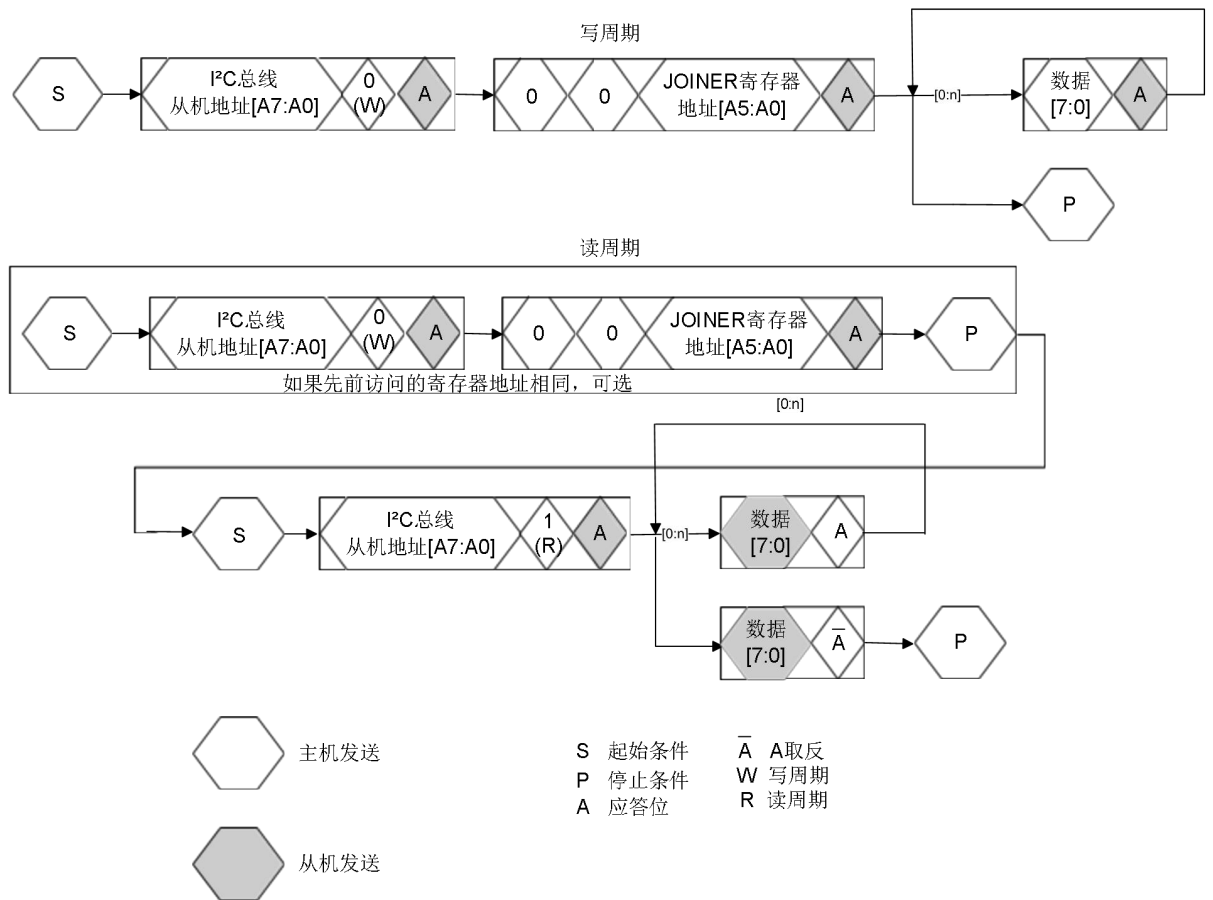 写周期
S
I²C总线
从机地址[A7:A0]
0
(W)
A
0
0
JOINER寄存器
地址[A5:A0]
A
[0:n]
数据
[7:0]
A
P
读周期
S
I²C总线
从机地址[A7:A0]
0
(W)
A
0
0
JOINER寄存器
地址[A5:A0]
A
P
如果先前访问的寄存器地址相同，可选
[0:n]
S
I²C总线
从机地址[A7:A0]
1
(R)
A
[0:n]
数据
[7:0]
A
数据
[7:0]
A̅
P
主机发送
从机发送
S 起始条件
P 停止条件
A 应答位
A̅ A取反
W 写周期
R 读周期